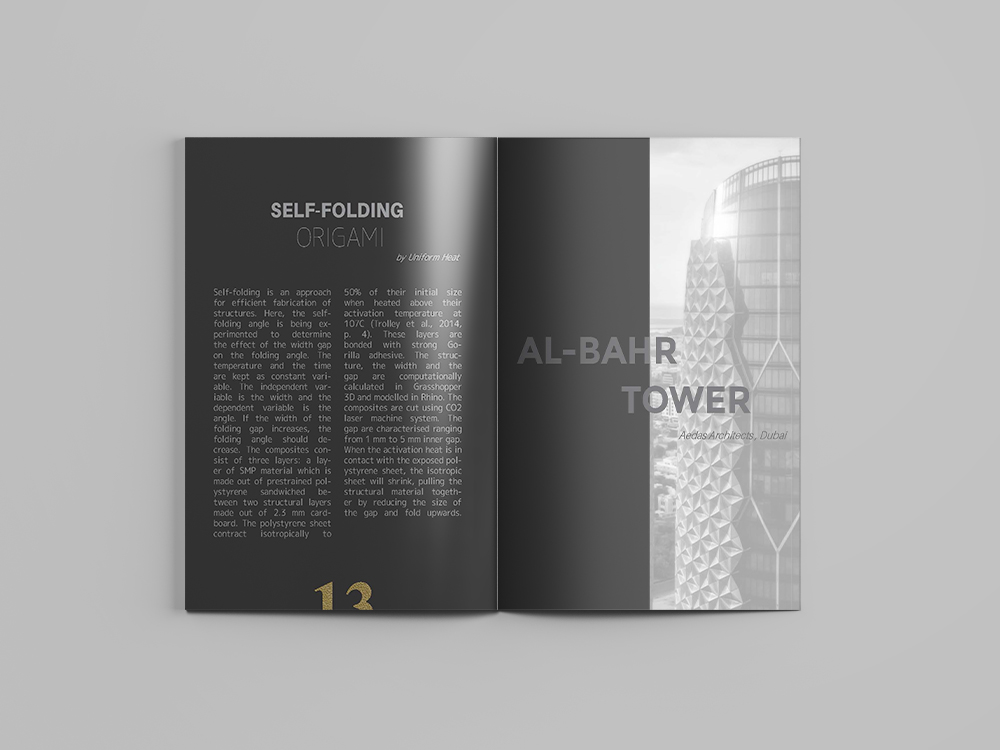 SELF-FOLDING
ORIGAMI
by Uniform Heat
Self-folding is an approach
for efficient fabrication of
structures. Here, the self-
folding angle is being ex-
perimented to determine
the effect of the width gap
on the folding angle. The
temperature and the time
are kept as constant vari-
able. The independent var-
iable is the width and the
dependent variable is the
angle. If the width of the
folding gap increases, the
folding angle should de-
crease. The composites con-
sist of three layers: a lay-
er of SMP material which is
made out of prestrained pol-
ystyrene sandwiched be-
tween two structural layers
made out of 2.3 mm card-
board. The polystyrene sheet
contract isotropically to
50% of their initial size
when heated above their
activation temperature at
107C (Trolley et al., 2014,
p. 4). These layers are
bonded with strong Go-
rilla adhesive. The struc-
ture, the width and the
gap are computationally
calculated in Grasshopper
3D and modelled in Rhino. The
composites are cut using CO2
laser machine system. The
gap are characterised ranging
from 1 mm to 5 mm inner gap.
When the activation heat is in
contact with the exposed pol-
ystyrene sheet, the isotropic
sheet will shrink, pulling the
structural material togeth-
er by reducing the size of
the gap and fold upwards.
13
AL-BAHR
TOWER
Aedas Architects, Dubai